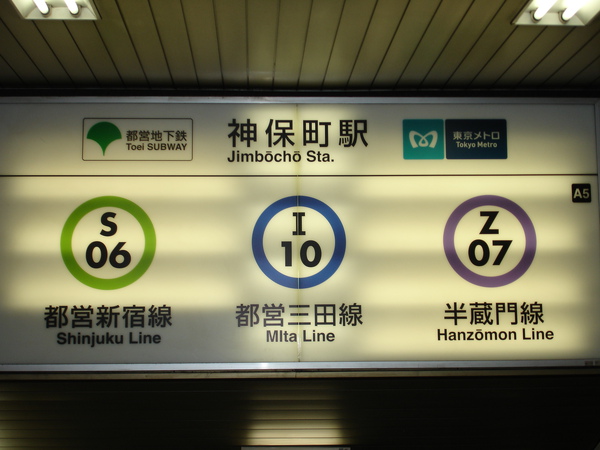 都営地下鉄
Toei SUBWAY
神保町駅
Jimbōchō Sta.
東京メトロ
Tokyo Metro
A5
S
06
I
10
Z
07
都営新宿線
Shinjuku Line
都営三田線
MIta Line
半蔵門線
Hanzōmon Line